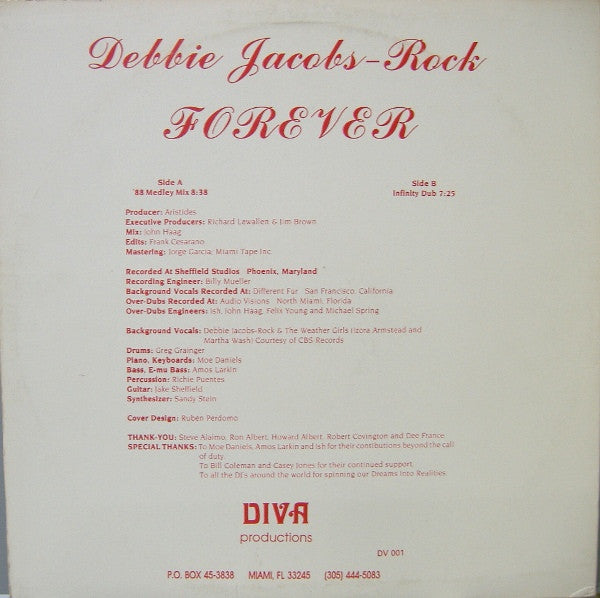 Debbie Jacobs-Rock
FOREVER
Side A
'88 Medley Mix 8:38
Side B
Infinity Dub 7:25
Producer: Aristides
Executive Producers: Richard Lewallen & Jim Brown
Mix: John Haag
Edits: Frank Cesarano
Mastering: Jorge Garcia; Miami Tape Inc.
Recorded At Sheffield Studios Phoenix, Maryland
Recording Engineer: Billy Mueller
Background Vocals Recorded At: Different Fur San Francisco, California
Over-Dubs Recorded At: Audio Visions North Miami, Florida
Over-Dubs Engineers: Ish, John Haag, Felix Young and Michael Spring
Background Vocals: Debbie Jacobs-Rock & The Weather Girls (Izora Armstead and
Martha Wash) Courtesy of CBS Records
Drums: Greg Grainger
Piano, Keyboards: Moe Daniels
Bass, E-mu Bass: Amos Larkin
Percussion: Richie Puentes
Guitar: Jake Sheffield
Synthesizer: Sandy Stein
Cover Design: Rubén Perdomo
THANK-YOU: Steve Alaimo, Ron Albert, Howard Albert, Robert Covington and Dee France
SPECIAL THANKS: To Moe Daniels, Amos Larkin and Ish for their contibutions beyond the call
of duty.
To Bill Coleman and Casey Jones for their continued support
To all the DJ's around the world for spinning our Dreams Into Realities.
DIVA
productions
DV 001
P.O. BOX 45-3838 MIAMI, FL 33245 (305) 444-5083